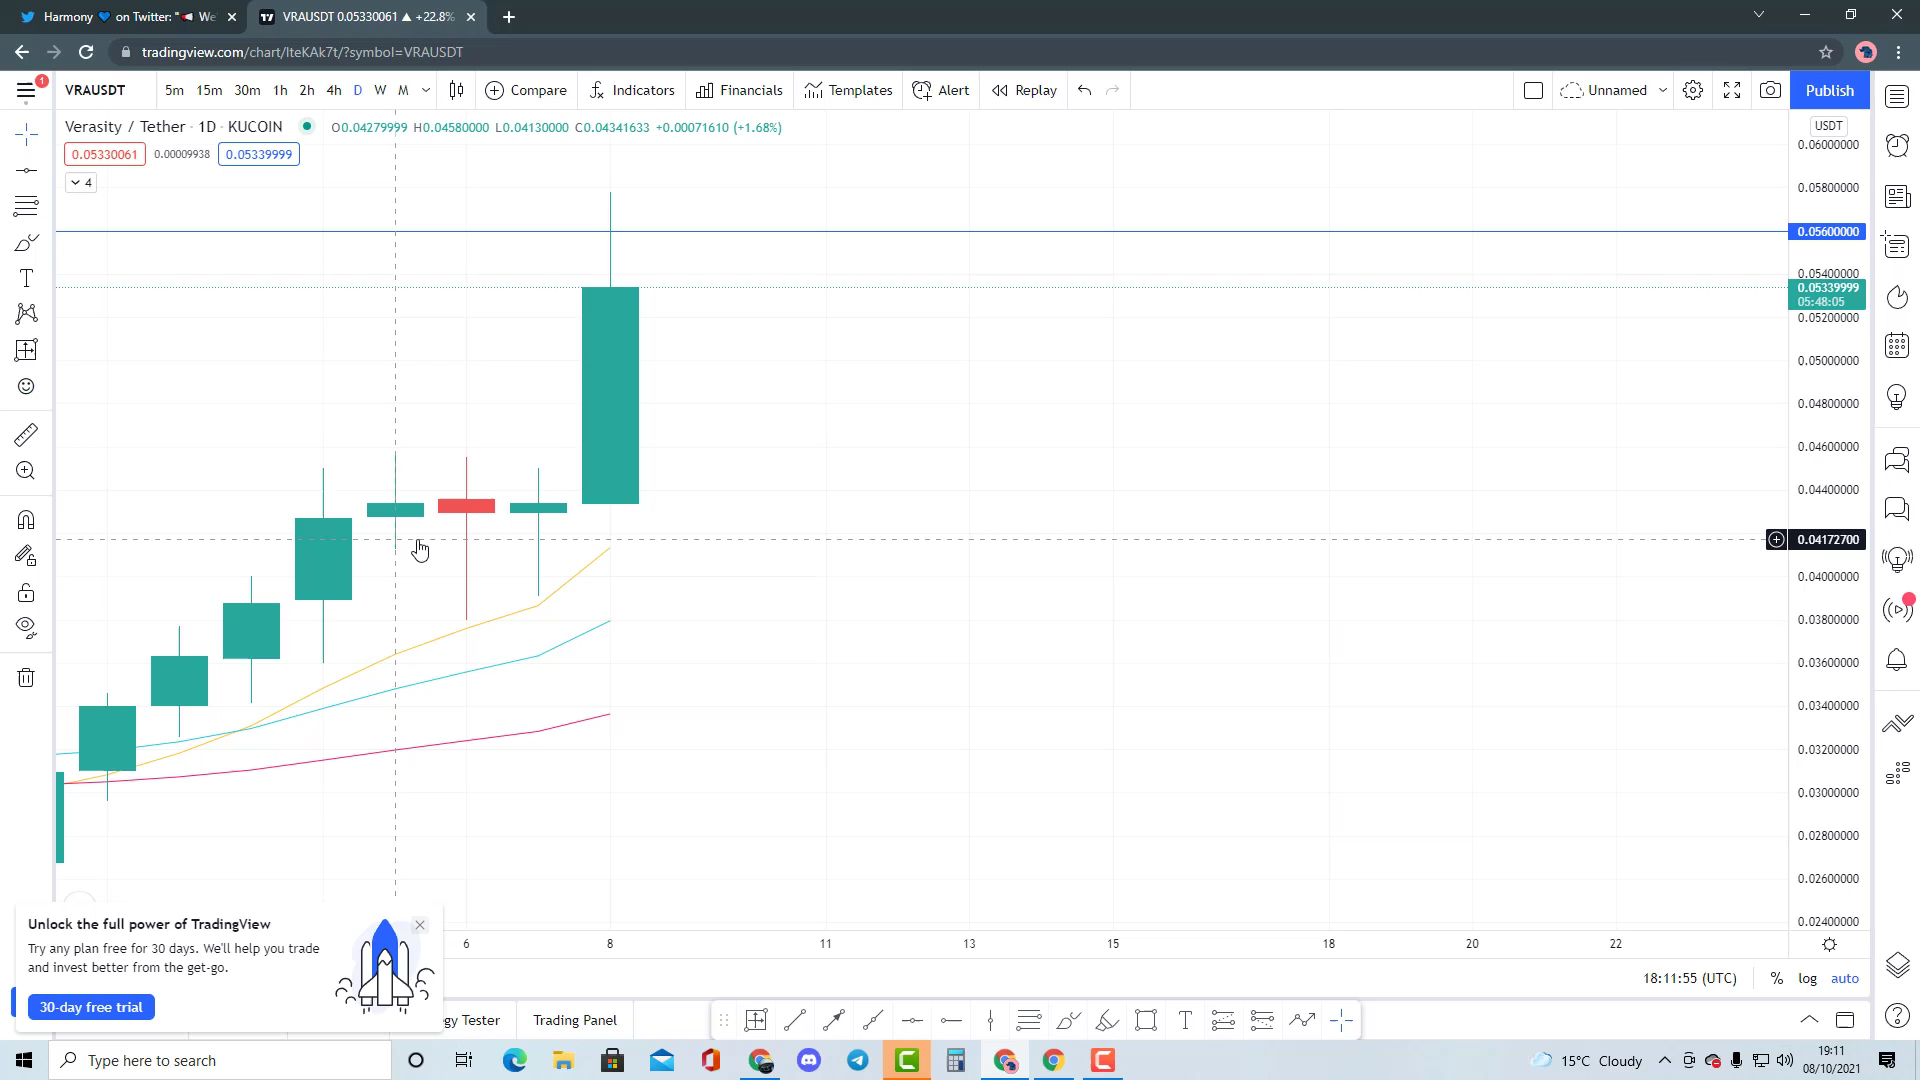 Harmony 💙 on Twitter: "📢 We
VRAUSDT 0.05330061 ▲ +22.8%
tradingview.com/chart/lteKAk7t/?symbol=VRAUSDT
1
VRAUSDT
5m 15m 30m 1h 2h 4h D W M
Compare
Indicators
Financials
Templates
Alert
Replay
Unnamed
Publish
Verasity / Tether · 1D · KUCOIN
O0.04279999 H0.04580000 L0.04130000 C0.04341633 +0.00071610 (+1.68%)
USDT
0.05330061 0.00009938 0.05339999
4
0.06000000
0.05800000
0.05600000
0.05400000
0.05339999
05:48:05
0.05200000
0.05000000
0.04800000
0.04600000
0.04400000
0.04172700
0.04000000
0.03800000
0.03600000
0.03400000
0.03200000
0.03000000
0.02800000
0.02600000
0.02400000
Unlock the full power of TradingView
Try any plan free for 30 days. We'll help you trade
and invest better from the get-go.
30-day free trial
6 8 11 13 15 18 20 22
18:11:55 (UTC) % log auto
gy Tester
Trading Panel
Type here to search
15°C Cloudy
19:11
08/10/2021